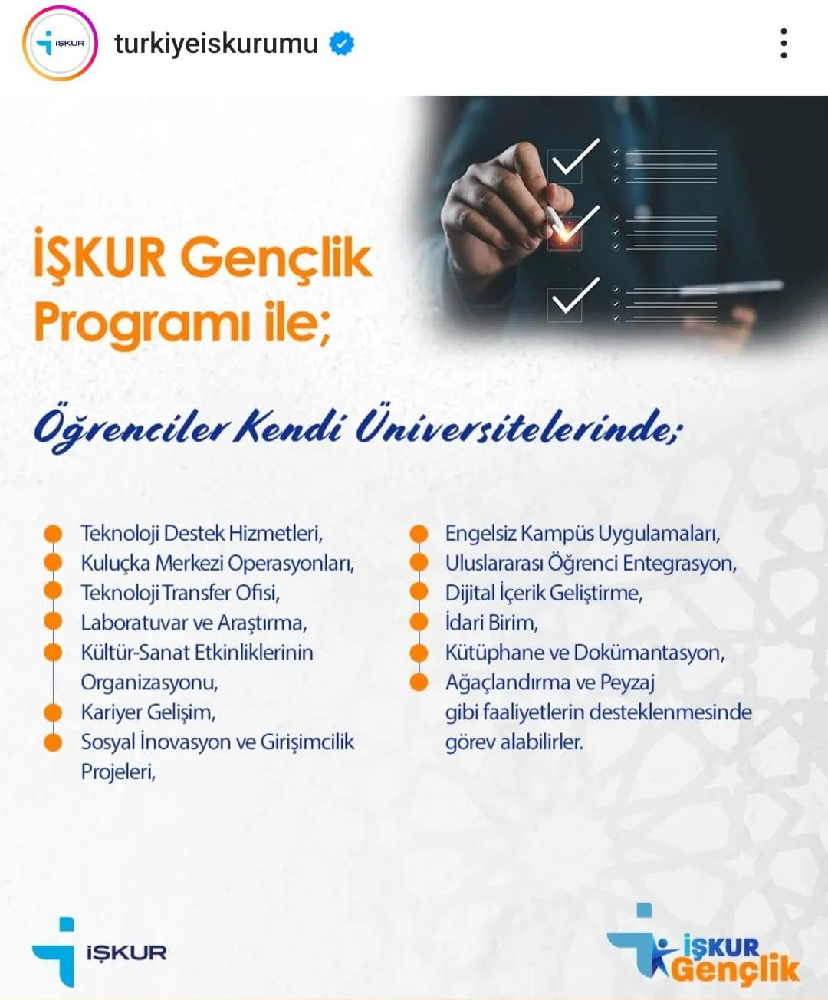 İŞKUR
turkiyeiskurumu
İŞKUR Gençlik
Programı ile;
Öğrenciler Kendi Üniversitelerinde;
Teknoloji Destek Hizmetleri,
Kuluçka Merkezi Operasyonları,
Teknoloji Transfer Ofisi,
Laboratuvar ve Araştırma,
Kültür-Sanat Etkinliklerinin
Organizasyonu,
Kariyer Gelişim,
Sosyal İnovasyon ve Girişimcilik
Projeleri,
Engelsiz Kampüs Uygulamaları,
Uluslararası Öğrenci Entegrasyon,
Dijital İçerik Geliştirme,
İdari Birim,
Kütüphane ve Dokümantasyon,
Ağaçlandırma ve Peyzaj
gibi faaliyetlerin desteklenmesinde
görev alabilirler.
İŞKUR
İŞKUR
Gençlik